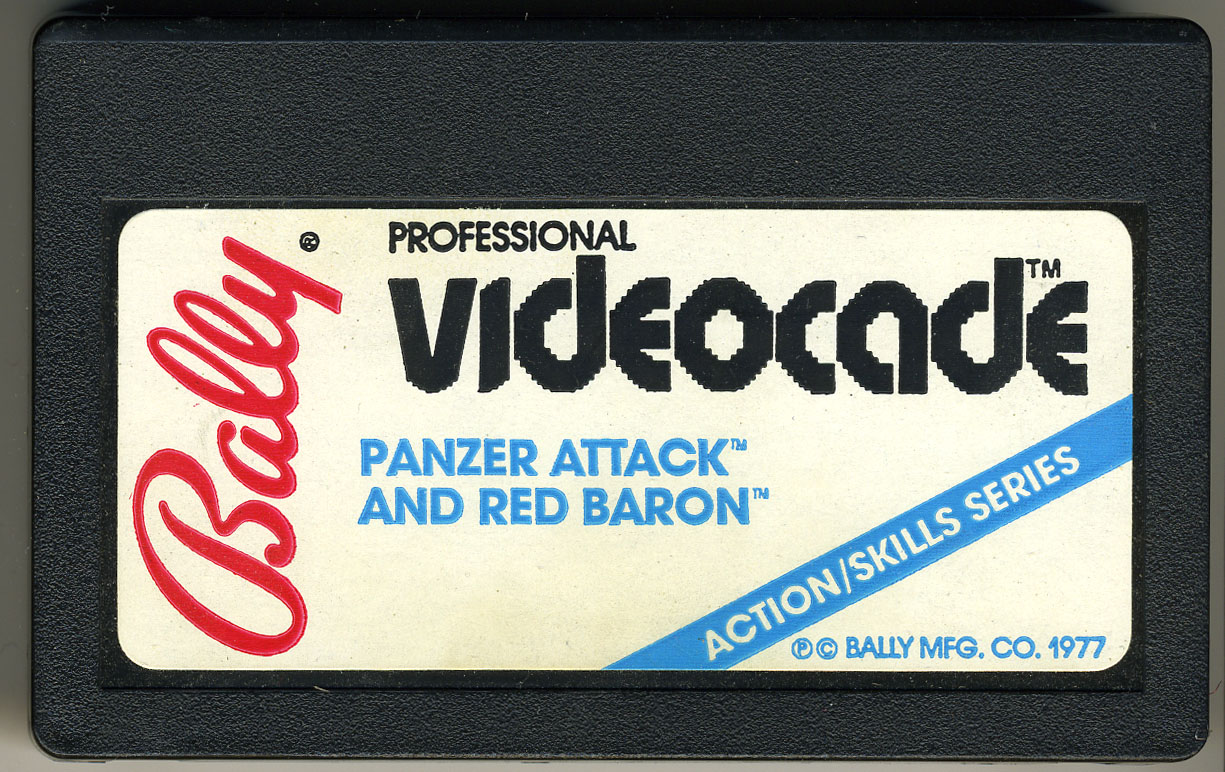 Bally®
PROFESSIONAL
VIDEOCADE™
PANZER ATTACK™
AND RED BARON™
ACTION/SKILLS SERIES
℗© BALLY MFG. CO. 1977